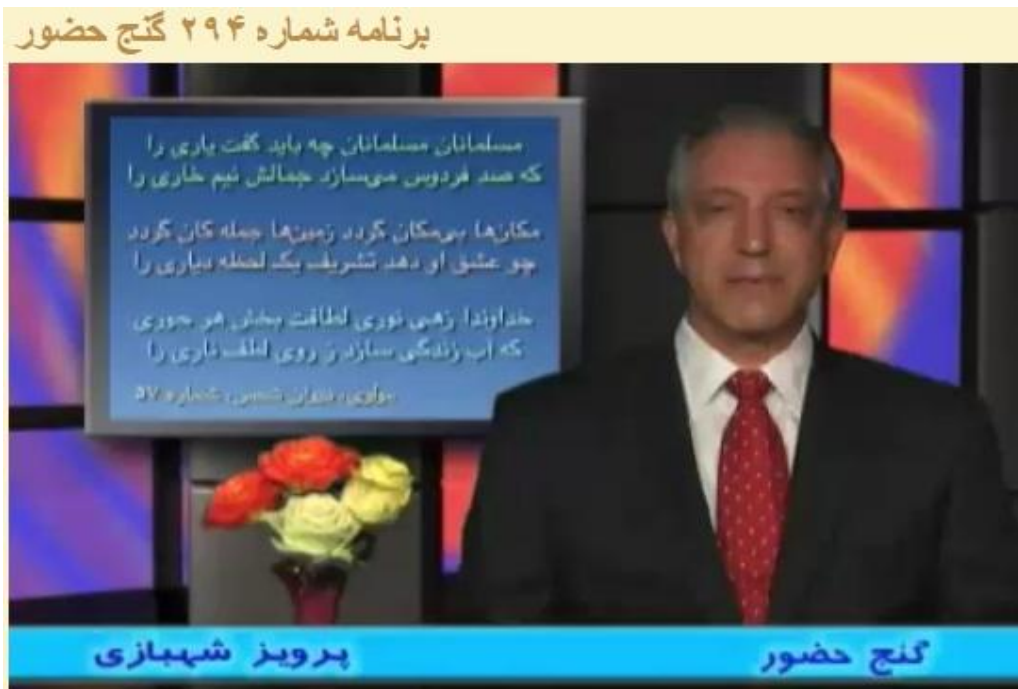 برنامه شماره ۲۹۴ گنج حضور
مسلمانان مسلمانان چه باید گفت یاری را
که صد فردوس می‌سازد جمالش نیم خاری را
مکان‌ها بی‌مکان گردد زمین‌ها جمله کان گردد
چو عشق او دهد تشریف یک لحظه دیاری را
خداوندا زهی نوری لطافت بخش هر حوری
که آب زندگی سازد ز روی لطف ناری را
مولوی، دیوان شمس، شماره ۵۷
گنج حضور
پرویز شهبازی